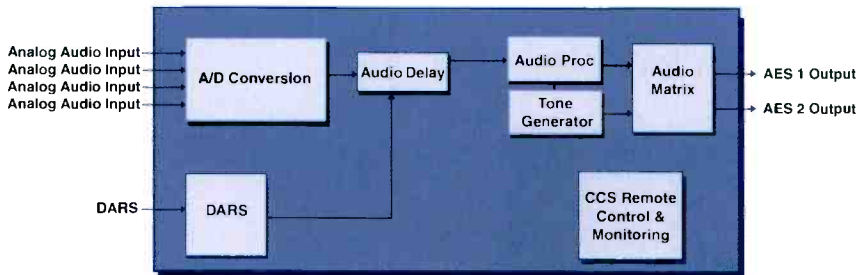 Analog Audio Input
Analog Audio Input
Analog Audio Input
Analog Audio Input
A/D Conversion
Audio Delay
Audio Proc
Tone
Generator
Audio
Matrix
AES 1 Output
AES 2 Output
DARS
DARS
CCS Remote
Control &
Monitoring